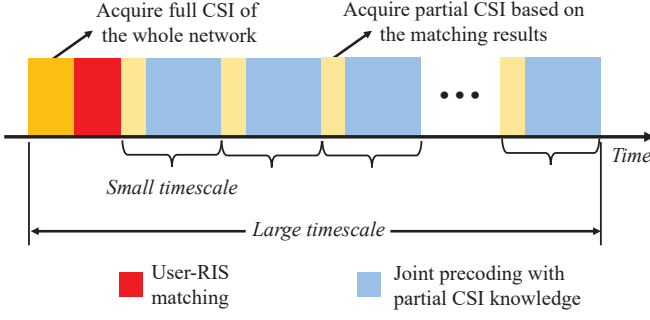 Acquire full CSI of
the whole network
Acquire partial CSI based on
the matching results
Time
Small timescale
Large timescale
User-RIS
matching
Joint precoding with
partial CSI knowledge